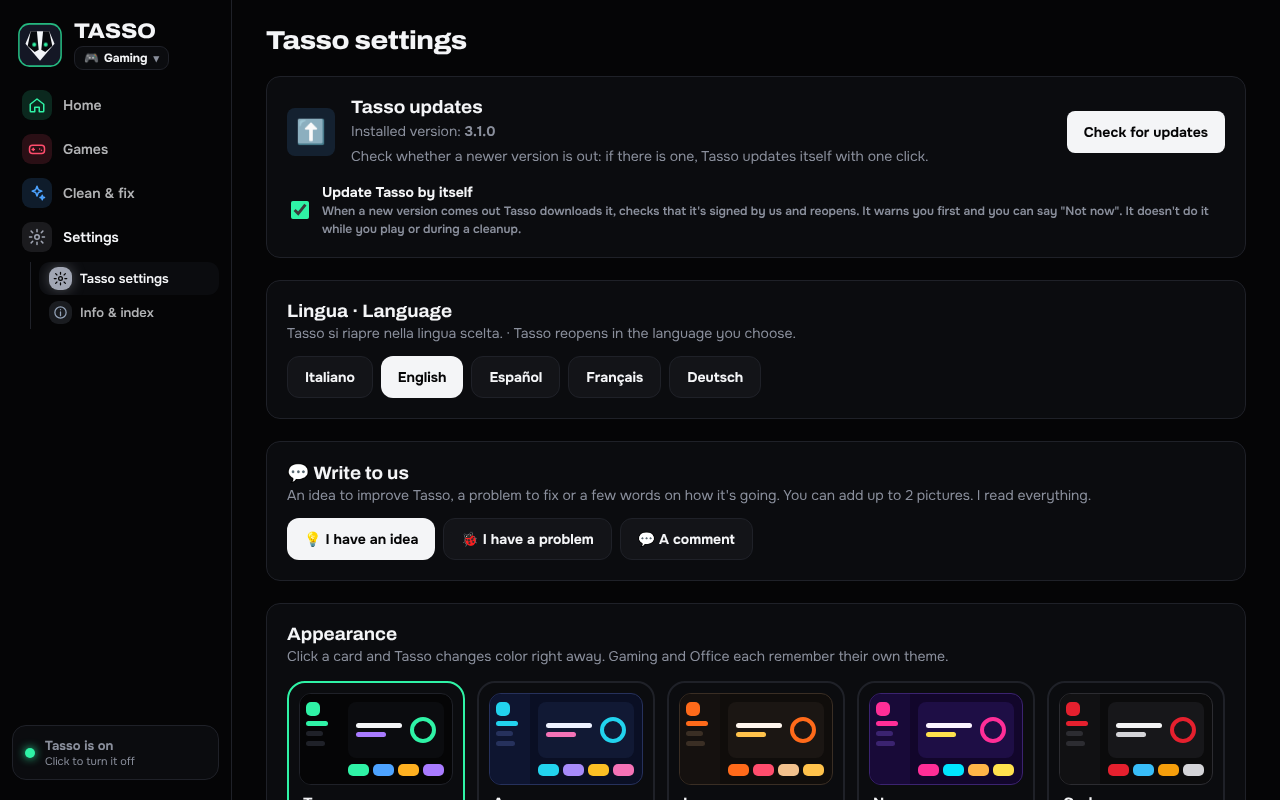 TASSO
🎮 Gaming ▾
Home
Games
Clean & fix
Settings
Tasso settings
Info & index
Tasso is on
Click to turn it off
Tasso settings
Tasso updates
Installed version: 3.1.0
Check whether a newer version is out: if there is one, Tasso updates itself with one click.
Check for updates
Update Tasso by itself
When a new version comes out Tasso downloads it, checks that it's signed by us and reopens. It warns you first and you can say "Not now". It doesn't do it
while you play or during a cleanup.
Lingua · Language
Tasso si riapre nella lingua scelta. · Tasso reopens in the language you choose.
Italiano
English
Español
Français
Deutsch
💬 Write to us
An idea to improve Tasso, a problem to fix or a few words on how it's going. You can add up to 2 pictures. I read everything.
💡 I have an idea
🐞 I have a problem
💬 A comment
Appearance
Click a card and Tasso changes color right away. Gaming and Office each remember their own theme.